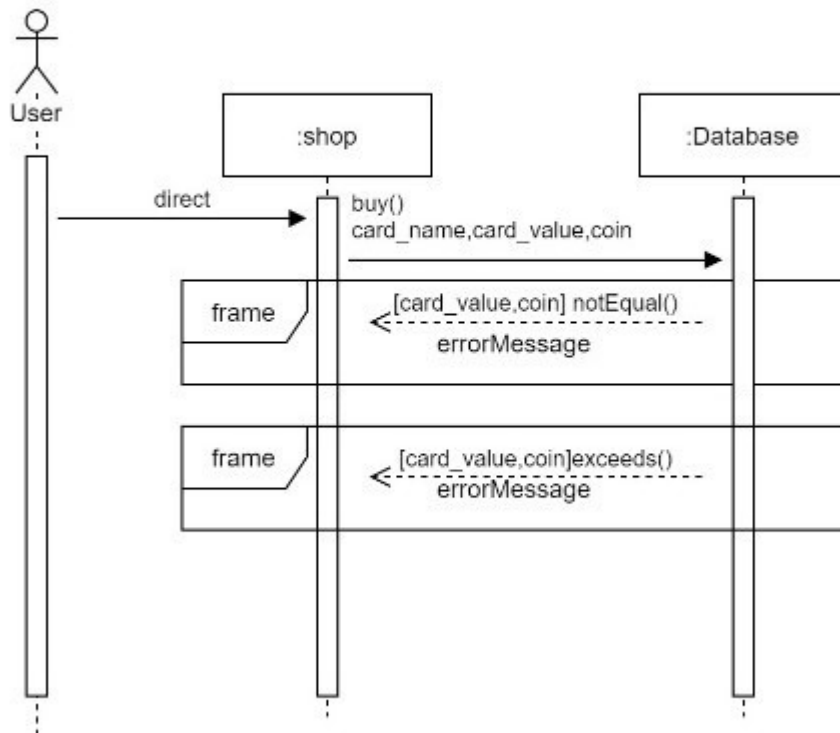 User
:shop
:Database
direct
buy()
card_name,card_value,coin
frame
[card_value,coin] notEqual()
errorMessage
frame
[card_value,coin]exceeds()
errorMessage